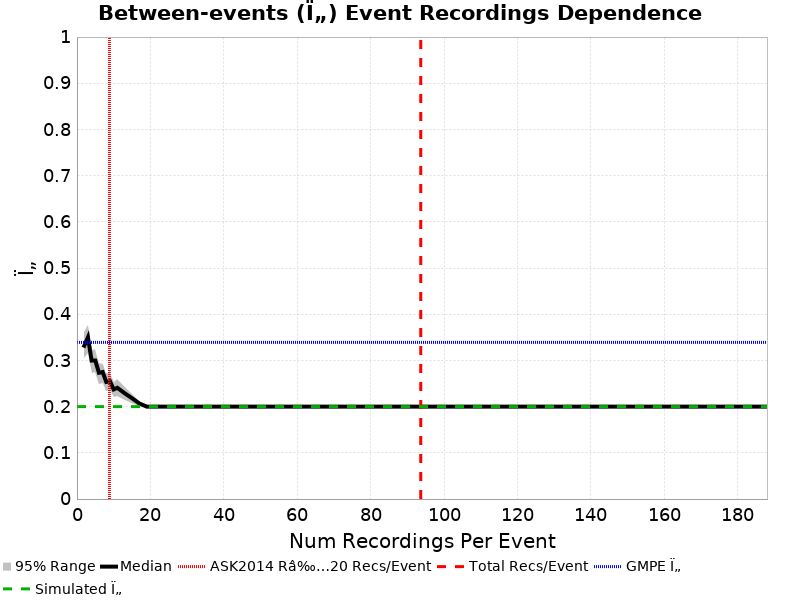 Between-events (Ï„) Event Recordings Dependence
1
0.9
0.8
0.7
0.6
0.5
0.4
0.3
0.2
0.1
0
Ï„
0 20 40 60 80 100 120 140 160 180
Num Recordings Per Event
95% Range Median ASK2014 Râ‰…20 Recs/Event Total Recs/Event GMPE Ï„
Simulated Ï„